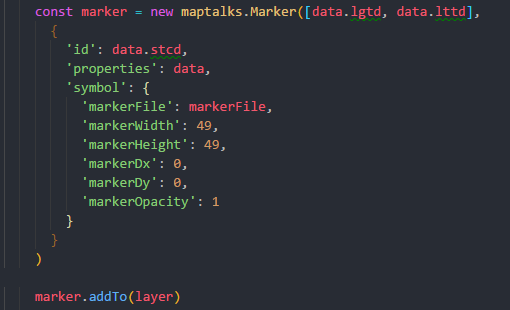 const marker = new maptalks.Marker([data.lgtd, data.lttd],
{
'id': data.stcd,
'properties': data,
'symbol': {
'markerFile': markerFile,
'markerWidth': 49,
'markerHeight': 49,
'markerDx': 0,
'markerDy': 0,
'markerOpacity': 1
}
}
)
marker.addTo(layer)